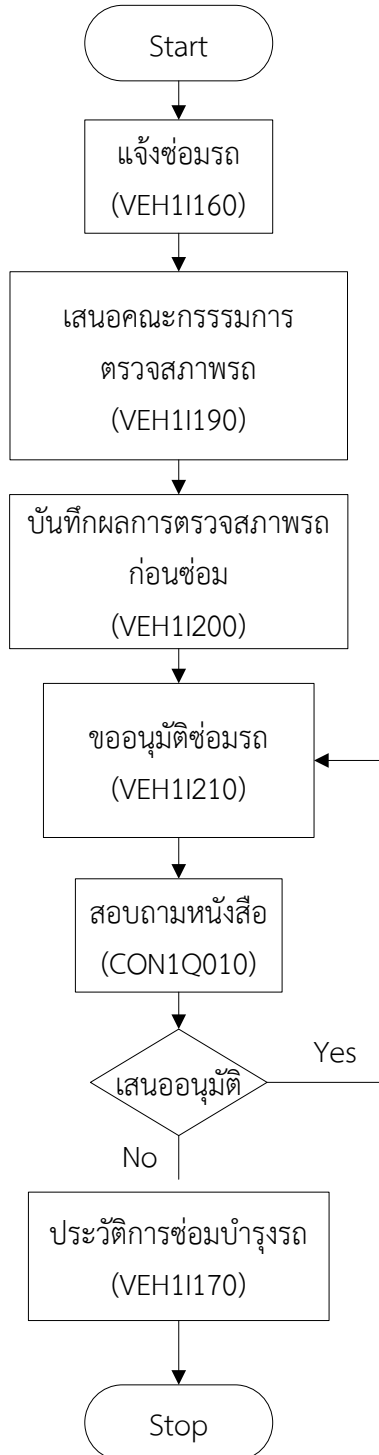 Start
แจ้งซ่อมรถ
(VEH1I160)
เสนอคณะกรรรมการ
ตรวจสภาพรถ
(VEH1I190)
บันทึกผลการตรวจสภาพรถ
ก่อนซ่อม
(VEH1I200)
ขออนุมัติซ่อมรถ
(VEH1I210)
สอบถามหนังสือ
(CON1Q010)
เสนออนุมัติ
Yes
No
ประวัติการซ่อมบำรุงรถ
(VEH1I170)
Stop